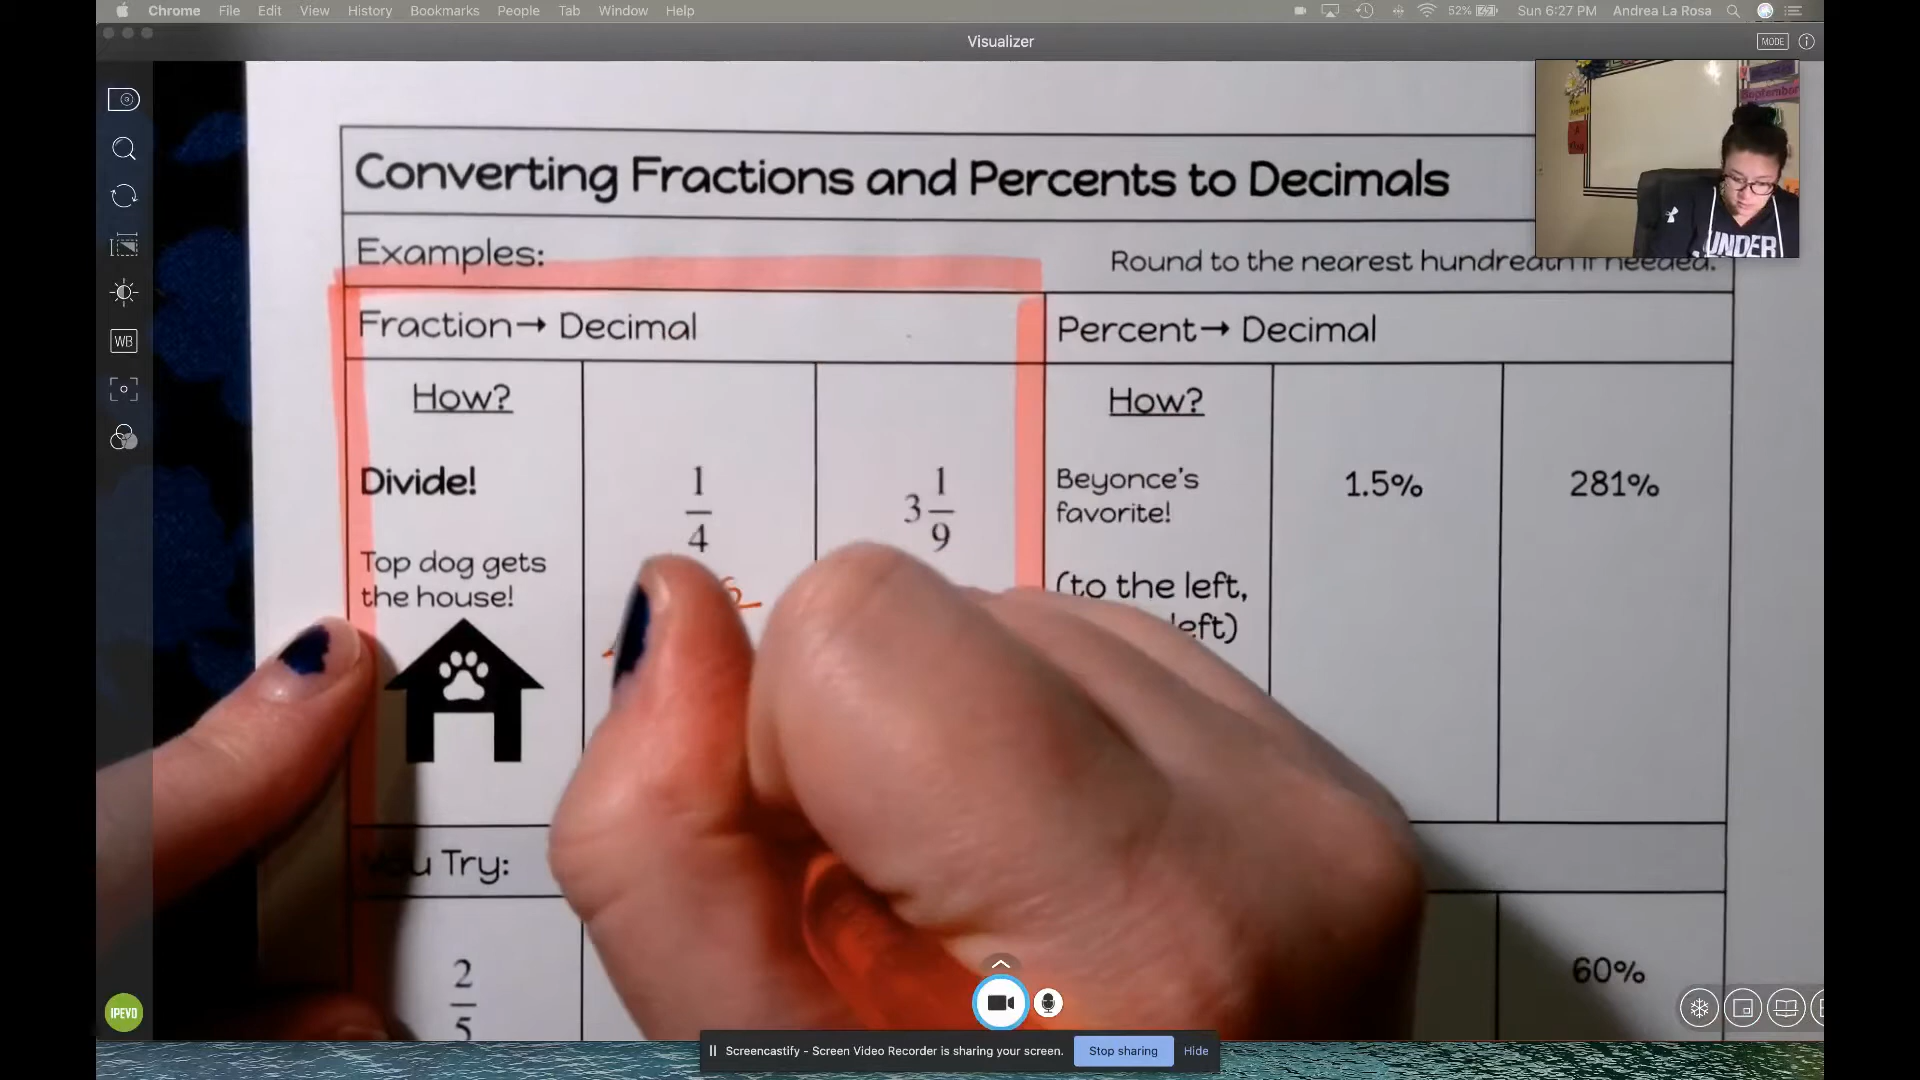 Chrome File Edit View History Bookmarks People Tab Window Help
52% Sun 6:27 PM Andrea La Rosa
Visualizer
MODE
Converting Fractions and Percents to Decimals
Examples:
Round to the nearest hundredth if needed.
Fraction→ Decimal
Percent→ Decimal
How?
Divide!
Top dog gets
the house!
1
4
3 1
9
How?
Beyonce's
favorite!
(to the left,
left)
1.5%
281%
You Try:
2
5
60%
WB
IPEVO
September
UNDER
Screencastify - Screen Video Recorder is sharing your screen.
Stop sharing
Hide